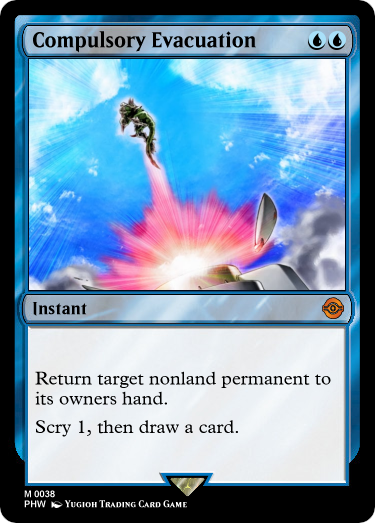 Compulsory Evacuation
Instant
Return target nonland permanent to
its owners hand.
Scry 1, then draw a card.
M 0038
PHW Yugioh Trading Card Game